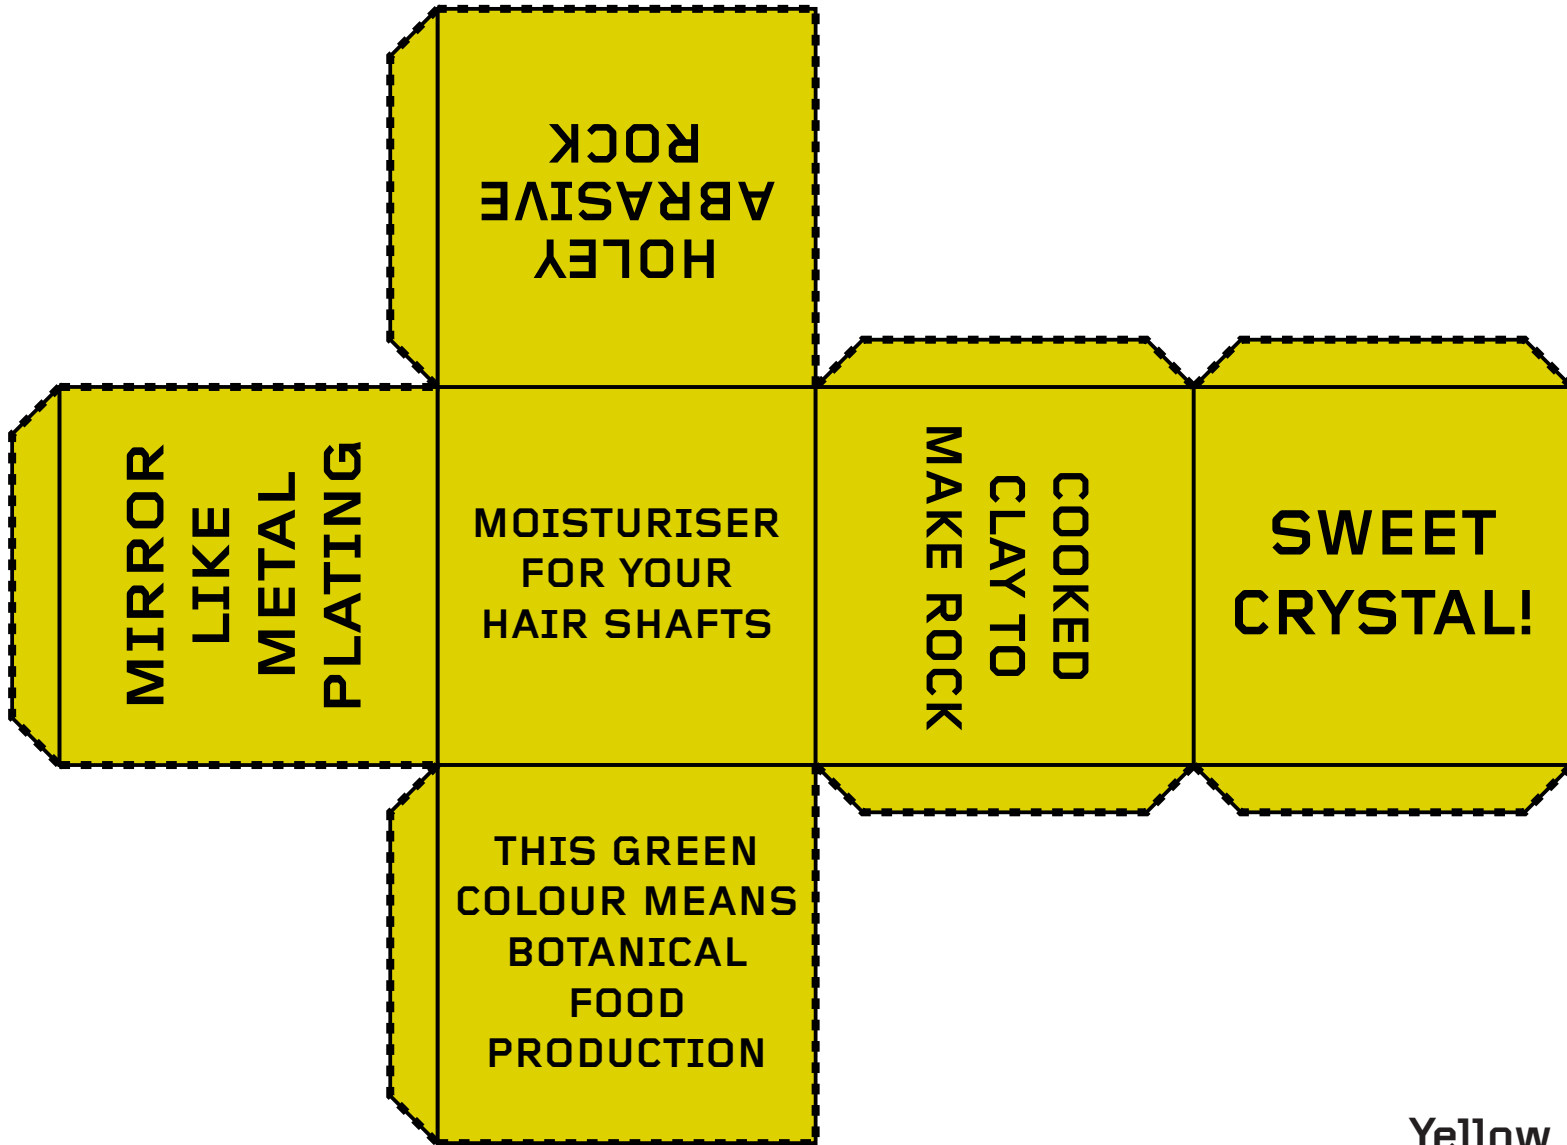 HOLEY
ABRASIVE
ROCK
MIRROR
LIKE
METAL
PLATING
MOISTURISER
FOR YOUR
HAIR SHAFTS
COOKED
CLAY TO
MAKE ROCK
SWEET
CRYSTAL!
THIS GREEN
COLOUR MEANS
BOTANICAL
FOOD
PRODUCTION
Yellow